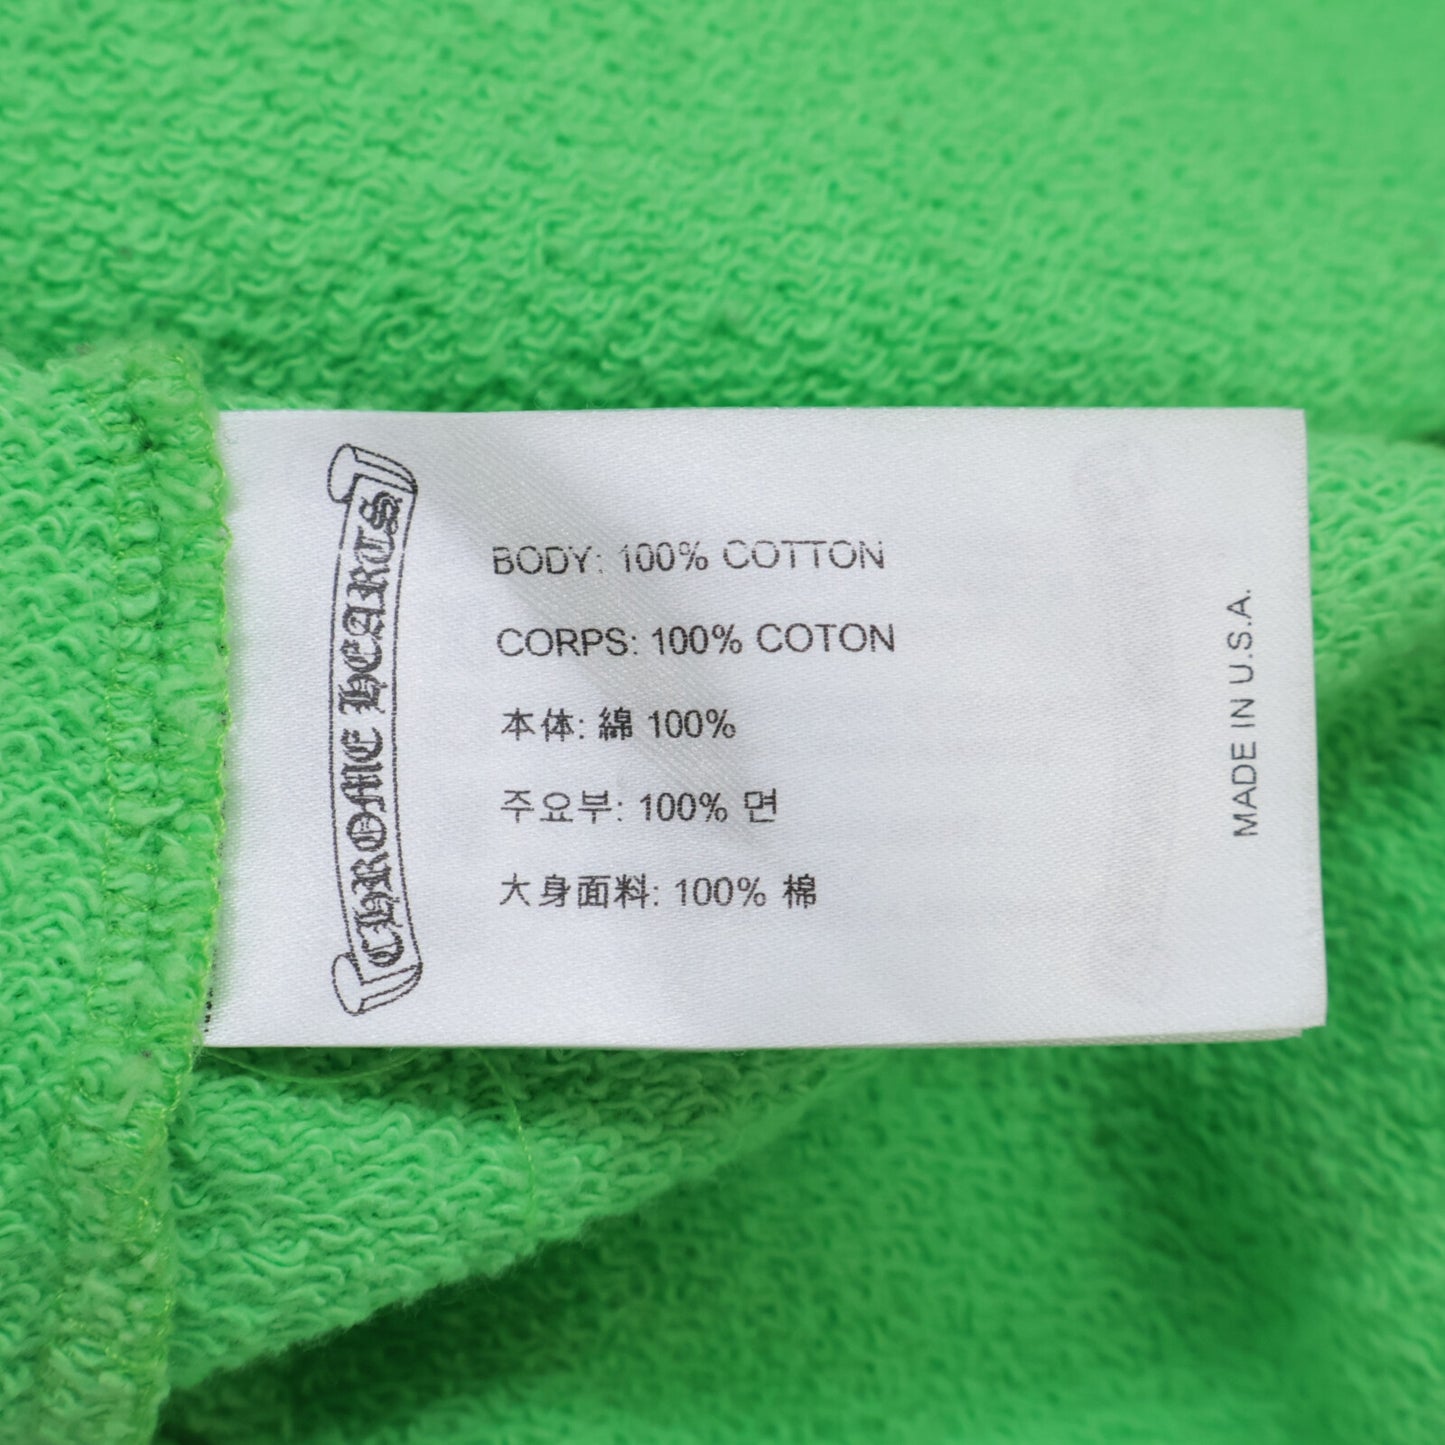 CHROME HEARTS
BODY: 100% COTTON
CORPS: 100% COTON
本体: 綿 100%
주요부: 100% 면
大身面料: 100% 棉
MADE IN U.S.A.